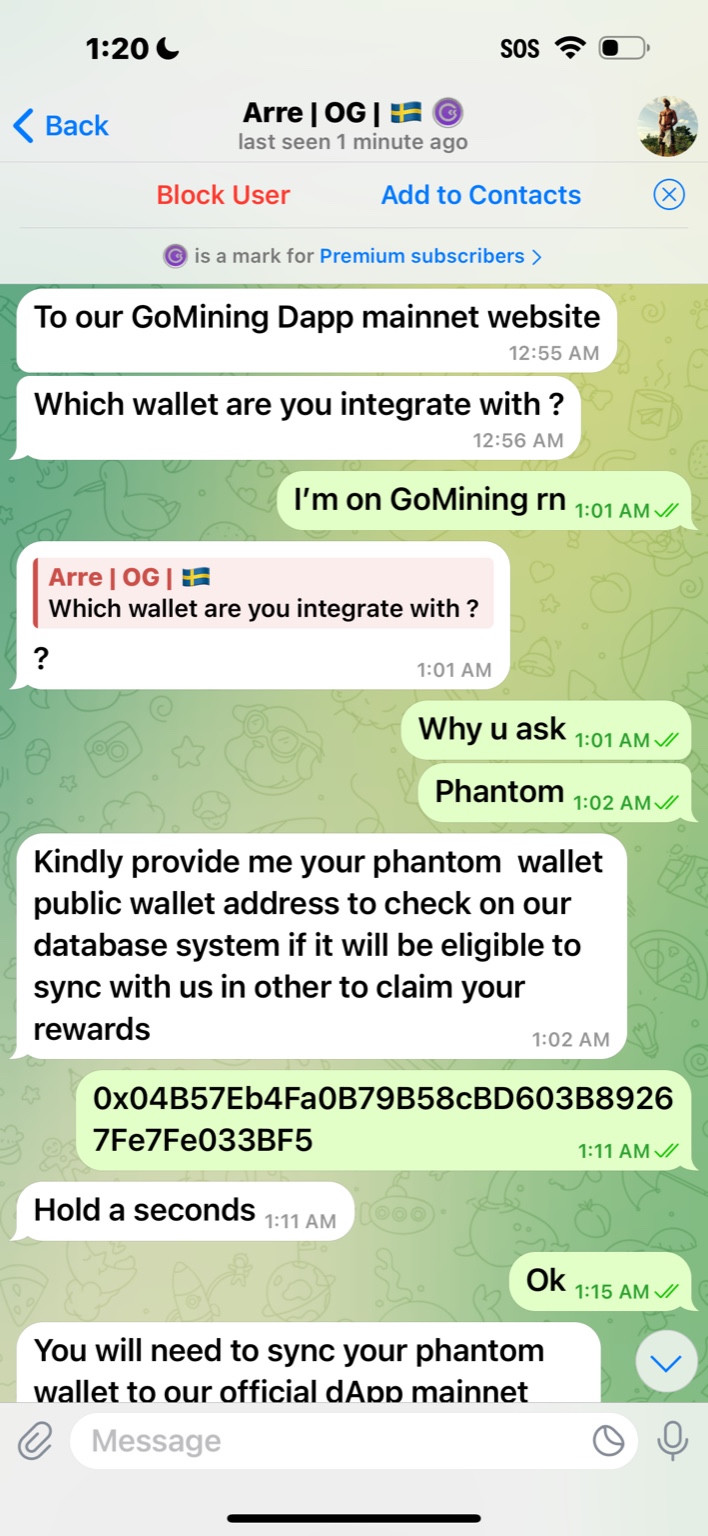 1:20
SOS
Back
Arre | OG | 🇸🇪
last seen 1 minute ago
Block User
Add to Contacts
is a mark for Premium subscribers >
To our GoMining Dapp mainnet website
12:55 AM
Which wallet are you integrate with ?
12:56 AM
I'm on GoMining rn 1:01 AM
Arre | OG | 🇸🇪
Which wallet are you integrate with ?
?
1:01 AM
Why u ask 1:01 AM
Phantom 1:02 AM
Kindly provide me your phantom wallet
public wallet address to check on our
database system if it will be eligible to
sync with us in other to claim your
rewards
1:02 AM
0x04B57Eb4Fa0B79B58cBD603B8926
7Fe7Fe033BF5
1:11 AM
Hold a seconds 1:11 AM
Ok 1:15 AM
You will need to sync your phantom
wallet to our official dApp mainnet
Message